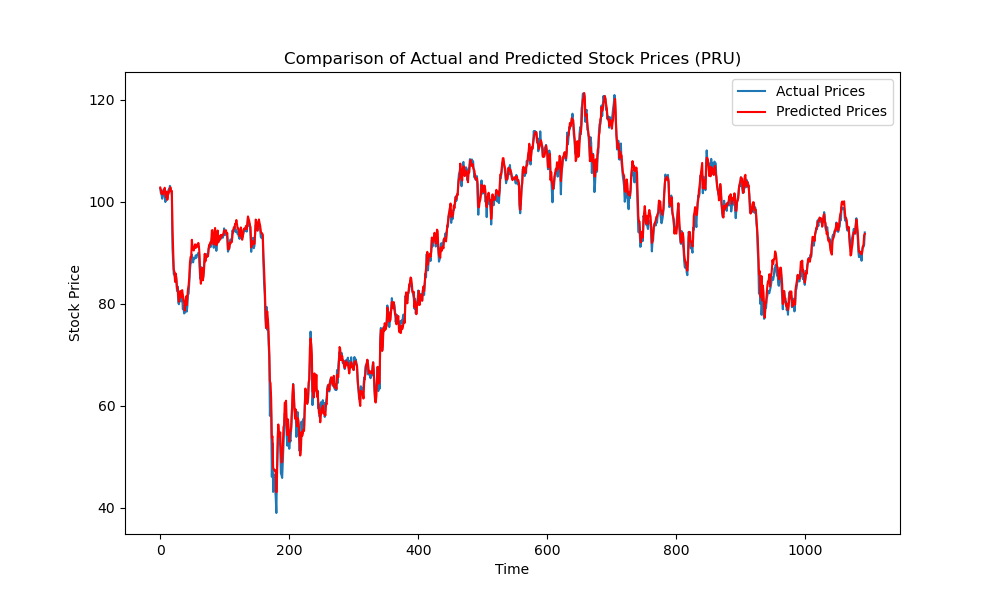 Comparison of Actual and Predicted Stock Prices (PRU)
Actual Prices
Predicted Prices
120
100
80
60
40
Stock Price
0 200 400 600 800 1000
Time